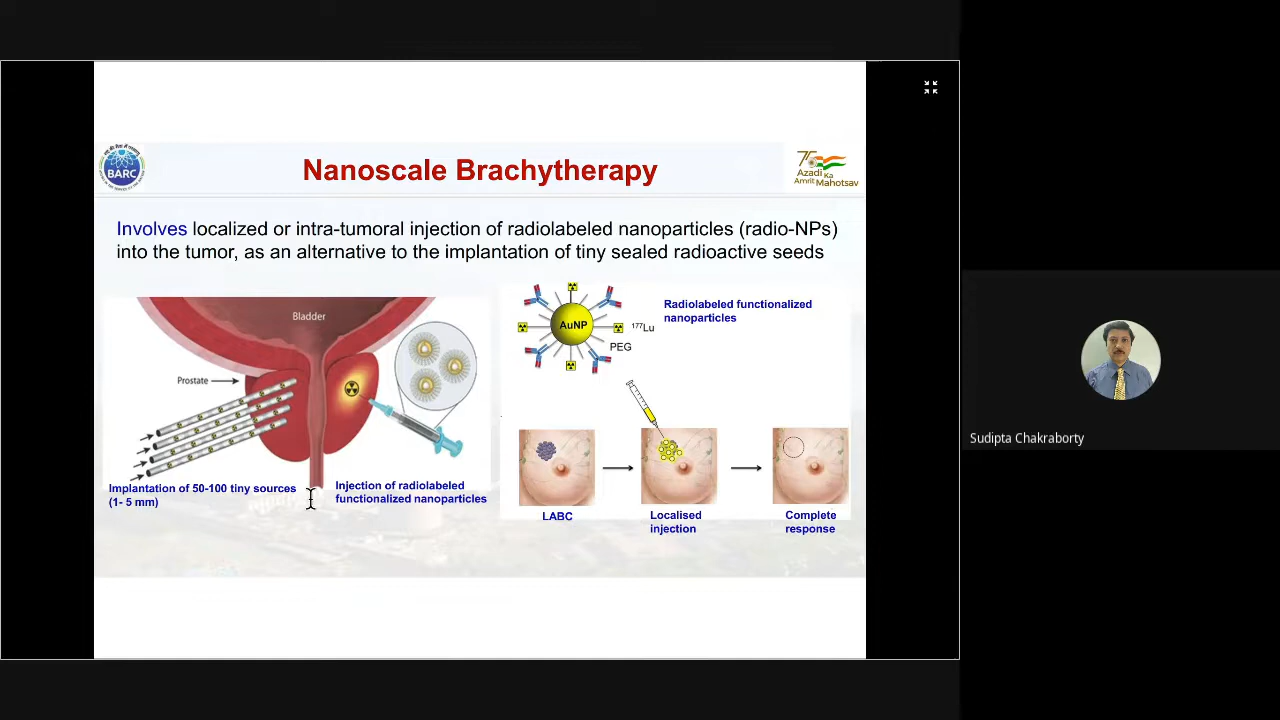 Nanoscale Brachytherapy
BARC
75
Azadi
Ka
Amrit Mahotsav
Involves localized or intra-tumoral injection of radiolabeled nanoparticles (radio-NPs)
into the tumor, as an alternative to the implantation of tiny sealed radioactive seeds
Bladder
Prostate
Implantation of 50-100 tiny sources
(1- 5 mm)
Injection of radiolabeled
functionalized nanoparticles
AuNP
177Lu
PEG
Radiolabeled functionalized
nanoparticles
LABC
Localised
injection
Complete
response
Sudipta Chakraborty